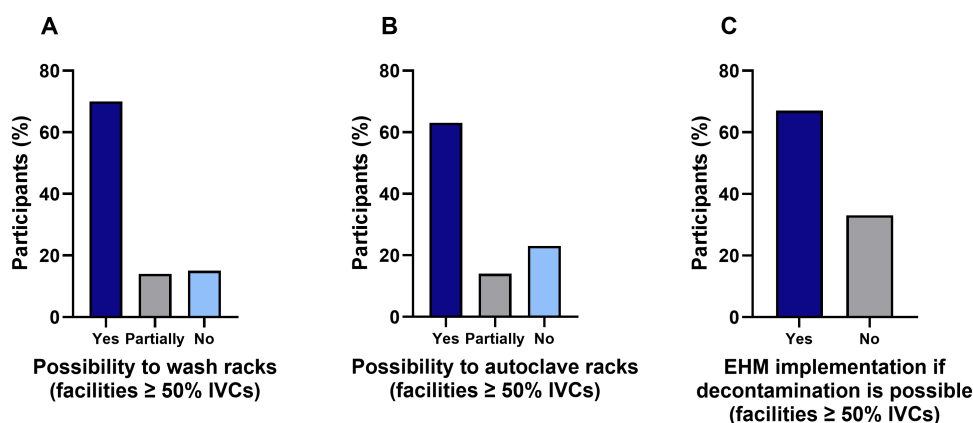 A
80
60
40
20
0
Participants (%)
Yes Partially No
Possibility to wash racks
(facilities ≥ 50% IVCs)
B
80
60
40
20
0
Participants (%)
Yes Partially No
Possibility to autoclave racks
(facilities ≥ 50% IVCs)
C
80
60
40
20
0
Participants (%)
Yes No
EHM implementation if
decontamination is possible
(facilities ≥ 50% IVCs)